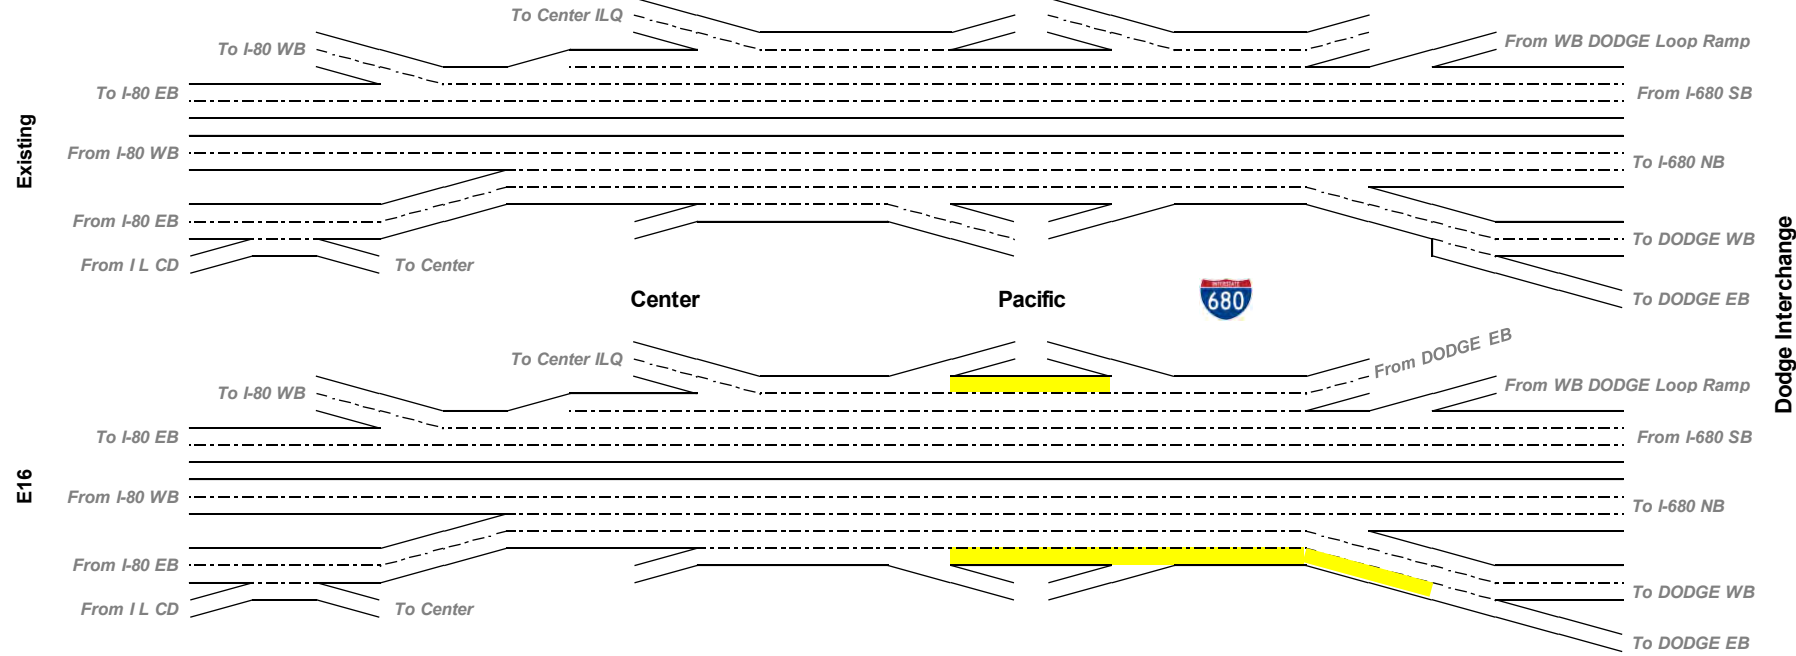 To Center ILQ
To I-80 WB
From WB DODGE Loop Ramp
To I-80 EB
From I-680 SB
Existing
From I-80 WB
To I-680 NB
From I-80 EB
To DODGE WB
From I L CD
To Center
To DODGE EB
Center
Pacific
INTERSTATE
680
Dodge Interchange
To Center ILQ
From DODGE EB
To I-80 WB
From WB DODGE Loop Ramp
To I-80 EB
From I-680 SB
E16
From I-80 WB
To I-680 NB
From I-80 EB
To DODGE WB
From I L CD
To Center
To DODGE EB